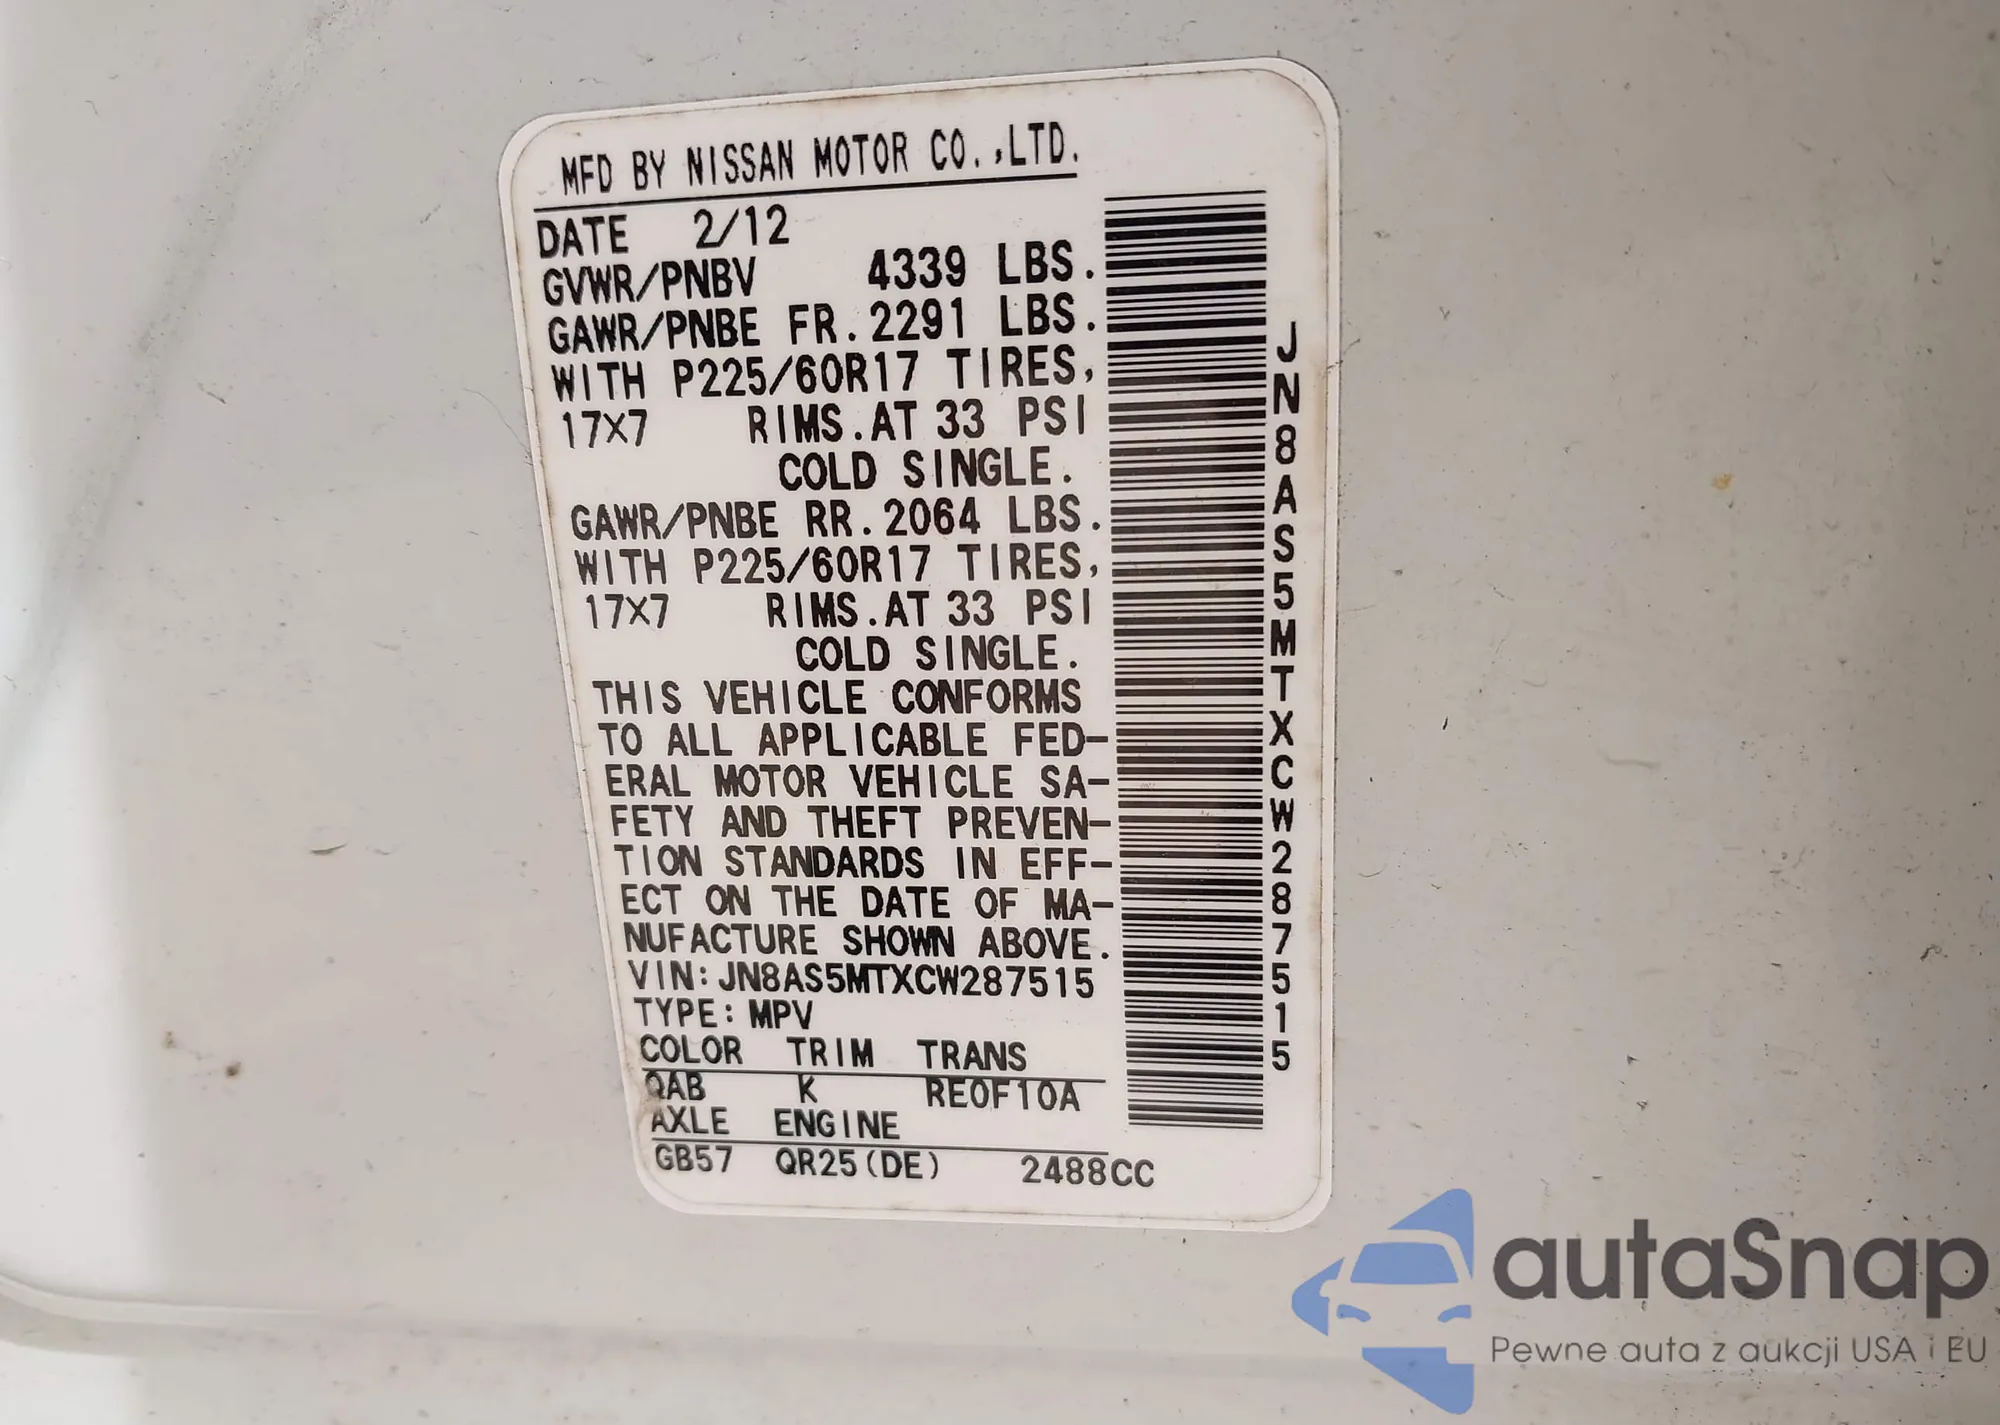 MFD BY NISSAN MOTOR CO.,LTD.
DATE 2/12
GVWR/PNBV 4339 LBS.
GAWR/PNBE FR.2291 LBS.
WITH P225/60R17 TIRES,
17X7 RIMS.AT 33 PSI
COLD SINGLE.
GAWR/PNBE RR.2064 LBS.
WITH P225/60R17 TIRES,
17X7 RIMS.AT 33 PSI
COLD SINGLE.
THIS VEHICLE CONFORMS
TO ALL APPLICABLE FED-
ERAL MOTOR VEHICLE SA-
FETY AND THEFT PREVEN-
TION STANDARDS IN EFF-
ECT ON THE DATE OF MA-
NUFACTURE SHOWN ABOVE.
VIN:JN8AS5MTXCW287515
TYPE:MPV
COLOR TRIM TRANS
QAB K RE0F10A
AXLE ENGINE
GB57 QR25(DE) 2488CC
JN8AS5MTXCW287515
autaSnap
Pewne auta z aukcji USA i EU